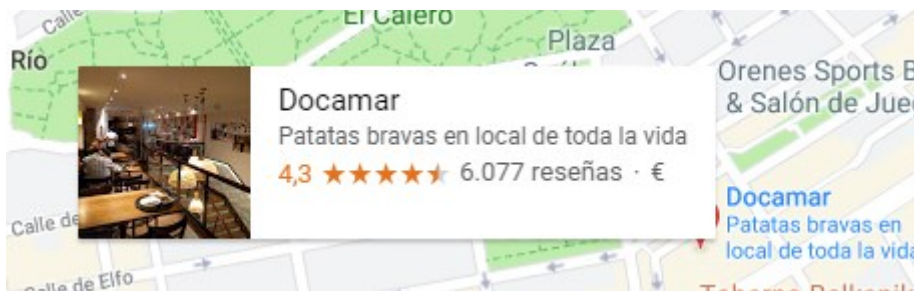 Calle
El Calero
Río
Plaza
Orenes Sports B
& Salón de Jue
Docamar
Patatas bravas en local de toda la vida
4,3 6.077 reseñas · €
Docamar
Patatas bravas en
local de toda la vida
Calle de
Calle de Elfo